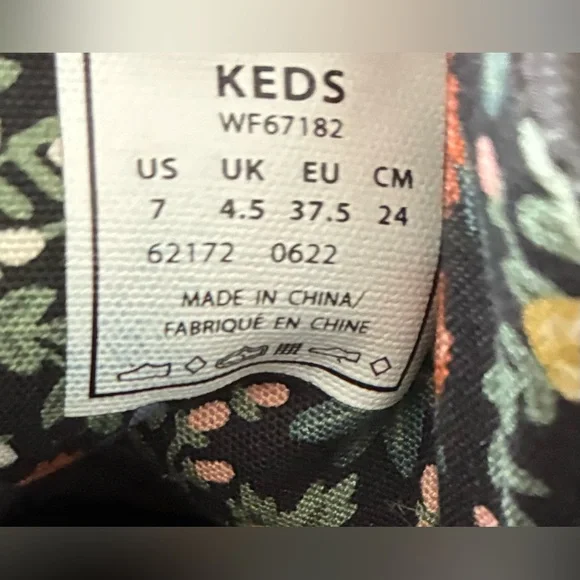 KEDS
WF67182
US UK EU CM
7 4.5 37.5 24
62172 0622
MADE IN CHINA/
FABRIQUÉ EN CHINE